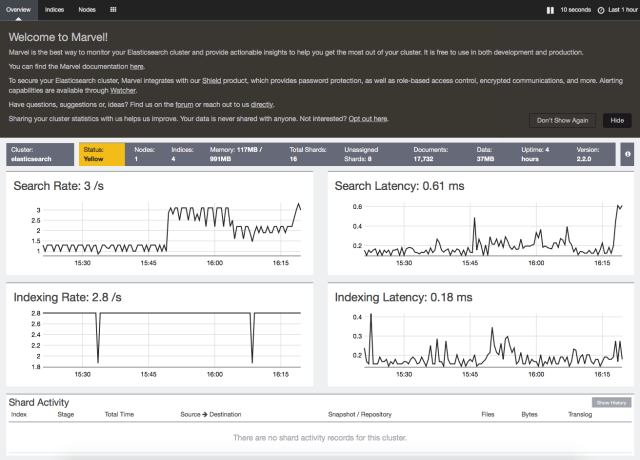 Overview Indices Nodes 10 seconds Last 1 hour
Welcome to Marvel!
Marvel is the best way to monitor your Elasticsearch cluster and provide actionable insights to help you get the most out of your cluster. It is free to use in both development and production.
You can find the Marvel documentation here.
To secure your Elasticsearch cluster, Marvel integrates with our Shield product, which provides password protection, as well as role-based access control, encrypted communications, and more. Alerting
capabilities are available through Watcher.
Have questions, suggestions or, ideas? Find us on the forum or reach out to us directly.
Sharing your cluster statistics with us helps us improve. Your data is never shared with anyone. Not interested? Opt out here.
Don't Show Again Hide
Cluster: Status: Nodes: Indices: Memory: 117MB / Total Shards: Unassigned Documents: Data: Uptime: 4 Version:
elasticsearch Yellow 1 4 991MB 16 Shards: 8 17,732 37MB hours 2.2.0
Search Rate: 3 /s
3
2.5
2
1.5
1
15:30 15:45 16:00 16:15
Search Latency: 0.61 ms
0.6
0.4
0.2
15:30 15:45 16:00 16:15
Indexing Rate: 2.8 /s
2.8
2.6
2.4
2.2
2
1.8
15:30 15:45 16:00 16:15
Indexing Latency: 0.18 ms
0.4
0.3
0.2
15:30 15:45 16:00 16:15
Shard Activity
Show History
Index Stage Total Time Source → Destination Snapshot / Repository Files Bytes Translog
There are no shard activity records for this cluster.